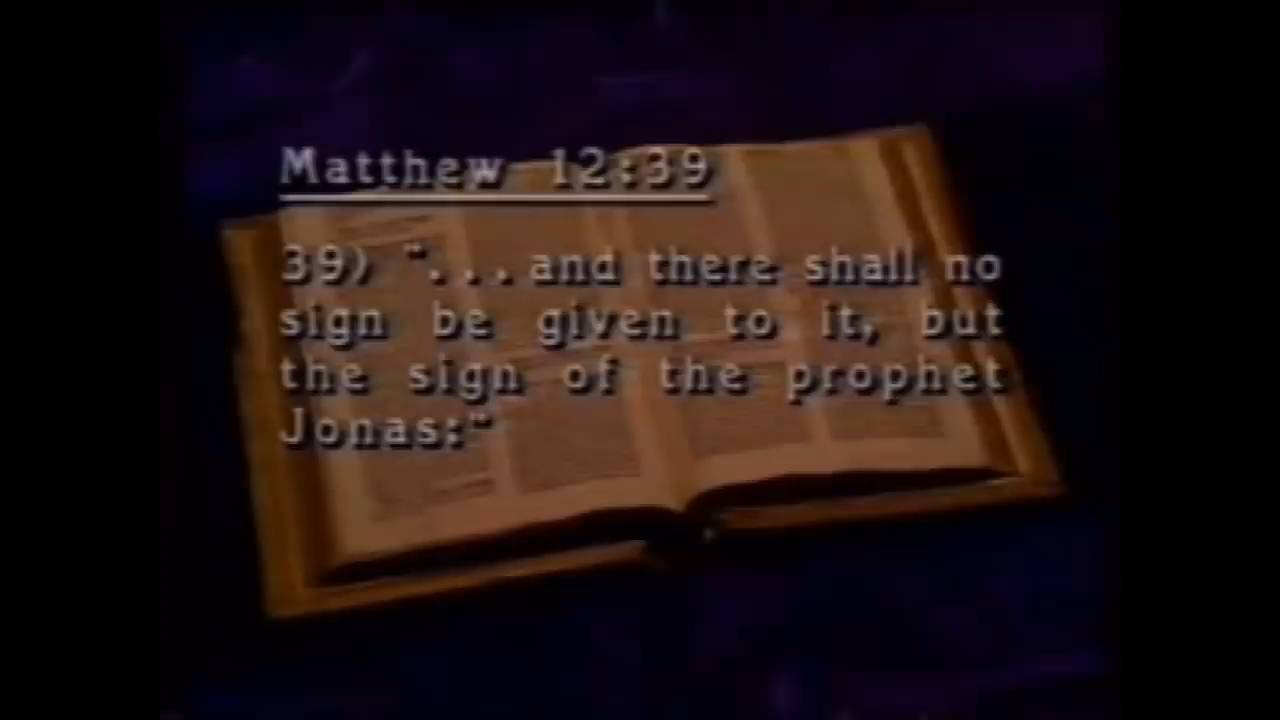 Matthew 12:39
39) "...and there shall no
sign be given to it, but
the sign of the prophet
Jonas:"